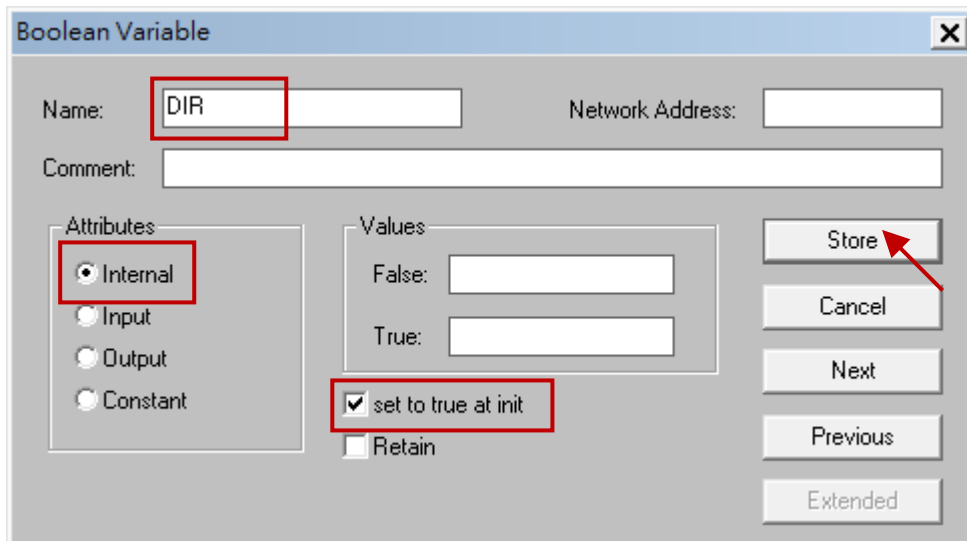 Boolean Variable
Name: DIR Network Address:
Comment:
Attributes
Internal
Input
Output
Constant
Values
False:
True:
set to true at init
Retain
Store
Cancel
Next
Previous
Extended